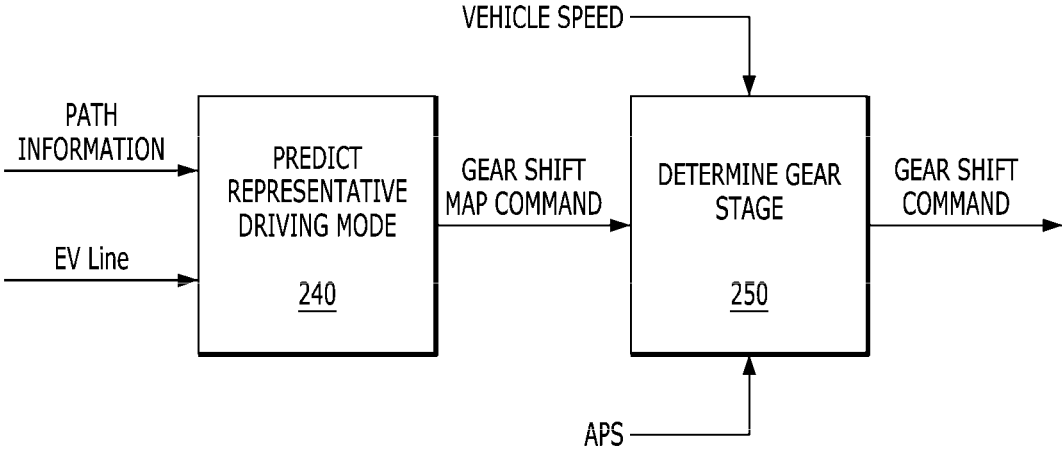 VEHICLE SPEED
PATH
INFORMATION
EV Line
PREDICT
REPRESENTATIVE
DRIVING MODE
240
GEAR SHIFT
MAP COMMAND
DETERMINE GEAR
STAGE
250
GEAR SHIFT
COMMAND
APS